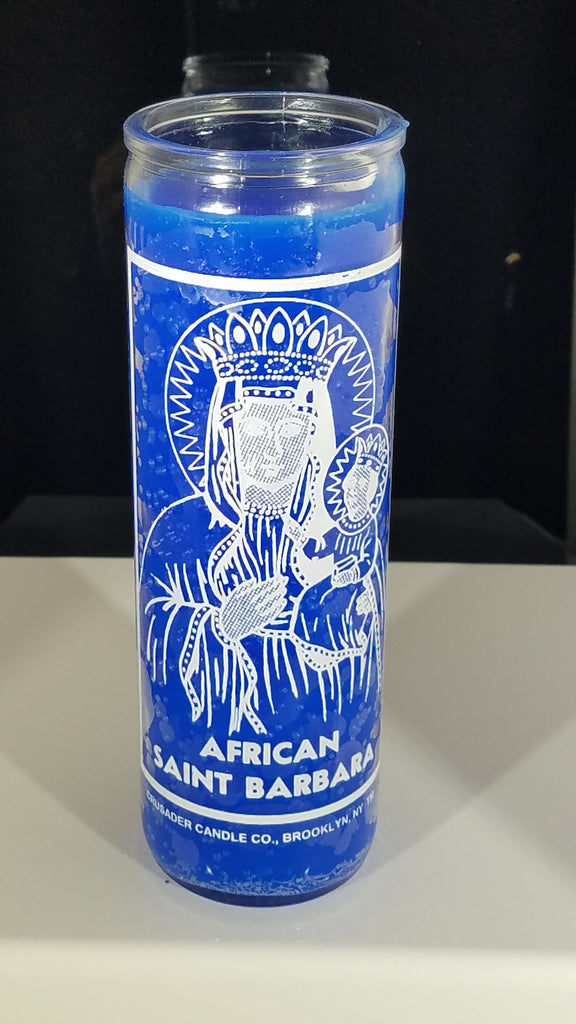 AFRICAN
SAINT BARBARA
CRUSADER CANDLE CO., BROOKLYN, NY